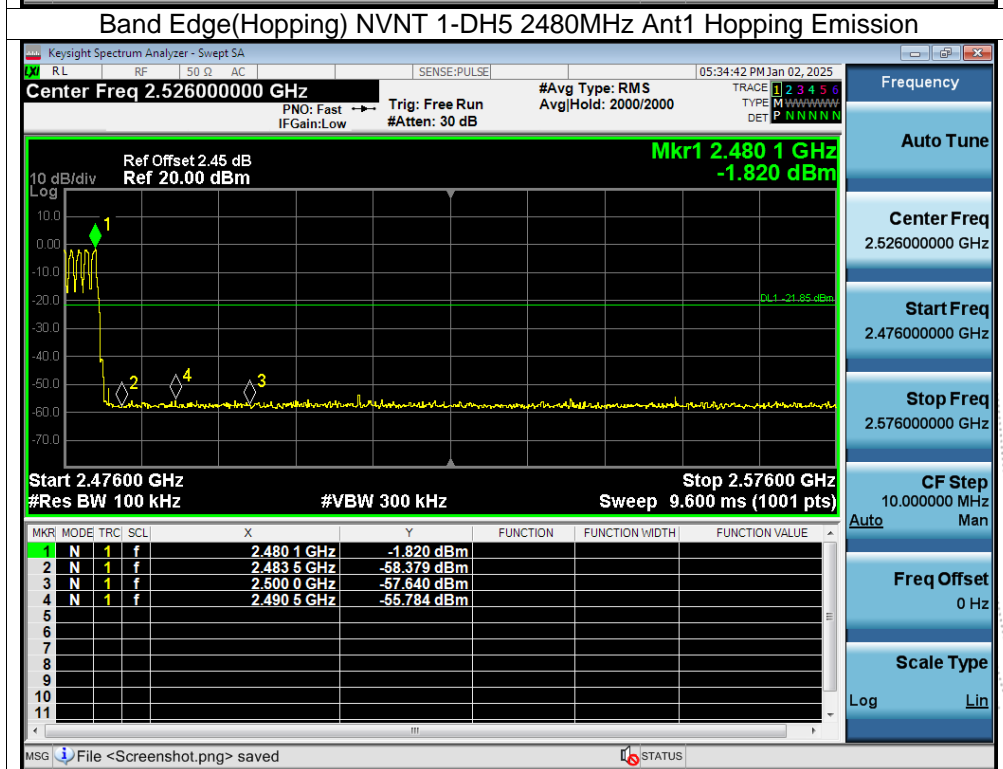 Band Edge(Hopping) NVNT 1-DH5 2480MHz Ant1 Hopping Emission
Keysight Spectrum Analyzer - Swept SA
LXI RL RF 50 Ω AC SENSE:PULSE 05:34:42 PM Jan 02, 2025
Center Freq 2.526000000 GHz #Avg Type: RMS TRACE 1 2 3 4 5 6
PNO: Fast Trig: Free Run Avg|Hold: 2000/2000 TYPE M WWWWW
IFGain:Low #Atten: 30 dB DET P N N N N N
Mkr1 2.480 1 GHz
-1.820 dBm
Ref Offset 2.45 dB
10 dB/div Ref 20.00 dBm
Log
10.0
1
0.00
-10.0
-20.0
DL1 -21.85 dBm
-30.0
-40.0
-50.0
2
4
3
-60.0
-70.0
Start 2.47600 GHz Stop 2.57600 GHz
#Res BW 100 kHz #VBW 300 kHz Sweep 9.600 ms (1001 pts)
MKR MODE TRC SCL X Y FUNCTION FUNCTION WIDTH FUNCTION VALUE
1 N 1 f 2.480 1 GHz -1.820 dBm
2 N 1 f 2.483 5 GHz -58.379 dBm
3 N 1 f 2.500 0 GHz -57.640 dBm
4 N 1 f 2.490 5 GHz -55.784 dBm
5
6
7
8
9
10
11
MSG File <Screenshot.png> saved STATUS
Frequency
Auto Tune
Center Freq
2.526000000 GHz
Start Freq
2.476000000 GHz
Stop Freq
2.576000000 GHz
CF Step
10.000000 MHz
Auto Man
Freq Offset
0 Hz
Scale Type
Log Lin